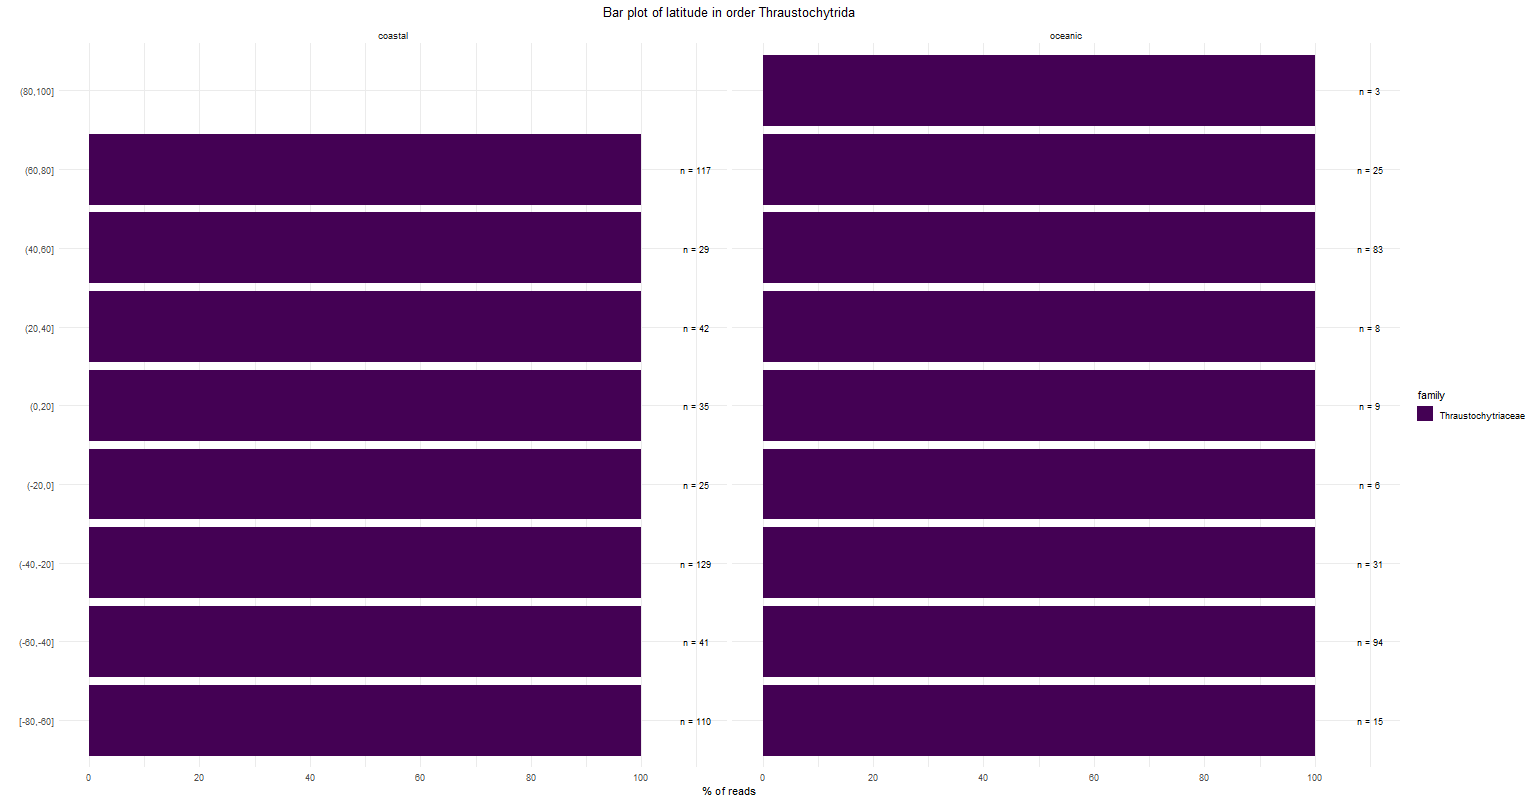 Bar plot of latitude in order Thraustochytrida
coastal
oceanic
(80,100]
n = 3
(60,80]
n = 117
n = 25
(40,60]
n = 29
n = 83
(20,40]
n = 42
n = 8
(0,20]
n = 35
n = 9
(-20,0]
n = 25
n = 6
(-40,-20]
n = 129
n = 31
(-60,-40]
n = 41
n = 94
[-80,-60]
n = 110
n = 15
0 20 40 60 80 100
0 20 40 60 80 100
% of reads
family
Thraustochytriaceae